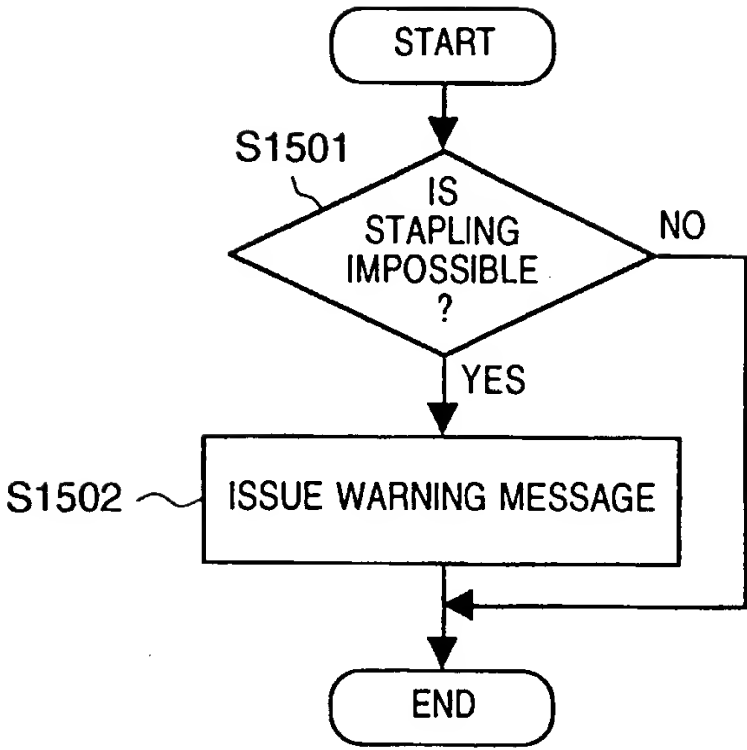 START
S1501
IS
STAPLING
IMPOSSIBLE
?
NO
YES
S1502
ISSUE WARNING MESSAGE
END